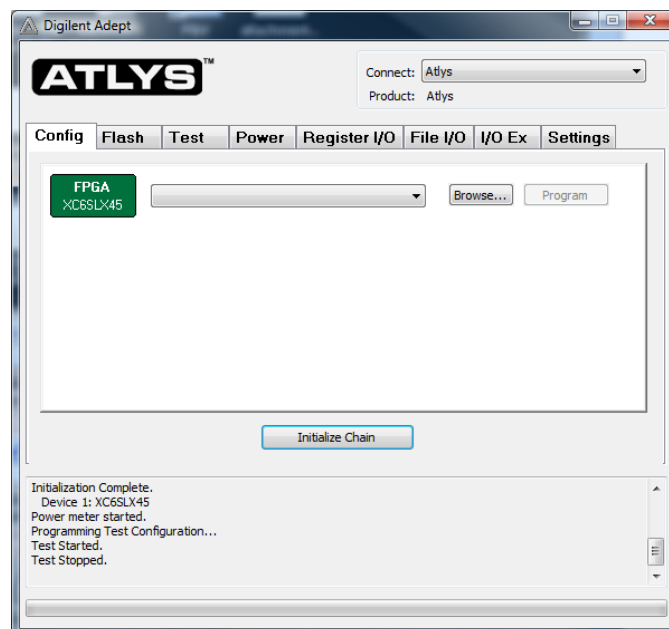 Digilent Adept
ATLYS™
Connect: Atlys
Product: Atlys
Config Flash Test Power Register I/O File I/O I/O Ex Settings
FPGA
XC6SLX45
Browse... Program
Initialize Chain
Initialization Complete.
Device 1: XC6SLX45
Power meter started.
Programming Test Configuration...
Test Started.
Test Stopped.